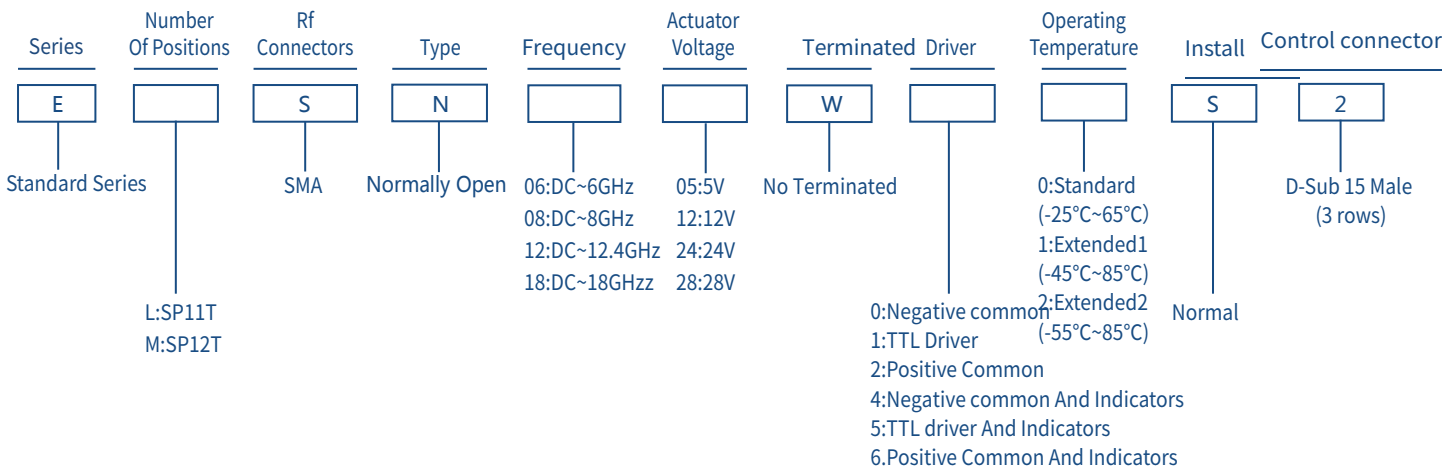 Series
Number
Of Positions
Rf
Connectors
Type
Frequency
Actuator
Voltage
Terminated
Driver
Operating
Temperature
Install
Control connector
E
S
N
W
S
2
Standard Series
SMA
Normally Open
06:DC~6GHz
08:DC~8GHz
12:DC~12.4GHz
18:DC~18GHzz
05:5V
12:12V
24:24V
28:28V
No Terminated
0:Standard
(-25°C~65°C)
1:Extended1
(-45°C~85°C)
2:Extended2
(-55°C~85°C)
D-Sub 15 Male
(3 rows)
L:SP11T
M:SP12T
0:Negative common
1:TTL Driver
2:Positive Common
4:Negative common And Indicators
5:TTL driver And Indicators
6.Positive Common And Indicators
Normal